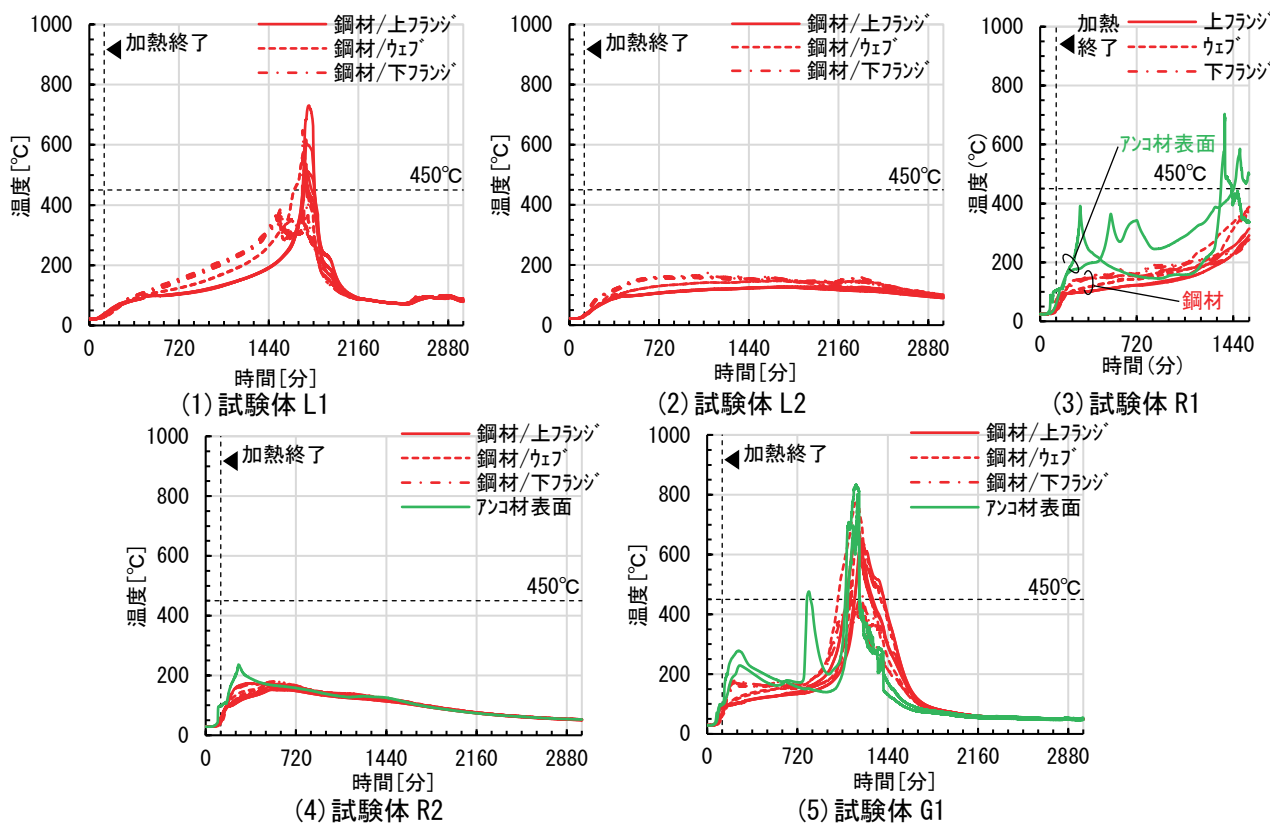 1000
800
600
400
200
0
温度[℃]
加熱終了
鋼材/上フランジ
鋼材/ウェブ
鋼材/下フランジ
450℃
0 720 1440 2160 2880
時間[分]
(1) 試験体 L1
1000
800
600
400
200
0
温度[℃]
加熱終了
鋼材/上フランジ
鋼材/ウェブ
鋼材/下フランジ
450℃
0 720 1440 2160 2880
時間[分]
(2) 試験体 L2
1000
800
600
400
200
0
温度(℃)
加熱
終了
上フランジ
ウェブ
下フランジ
アンコ材表面
450℃
鋼材
0 720 1440
時間(分)
(3) 試験体 R1
1000
800
600
400
200
0
温度[℃]
加熱終了
鋼材/上フランジ
鋼材/ウェブ
鋼材/下フランジ
アンコ材表面
450℃
0 720 1440 2160 2880
時間[分]
(4) 試験体 R2
1000
800
600
400
200
0
温度[℃]
加熱終了
鋼材/上フランジ
鋼材/ウェブ
鋼材/下フランジ
アンコ材表面
450℃
0 720 1440 2160 2880
時間[分]
(5) 試験体 G1